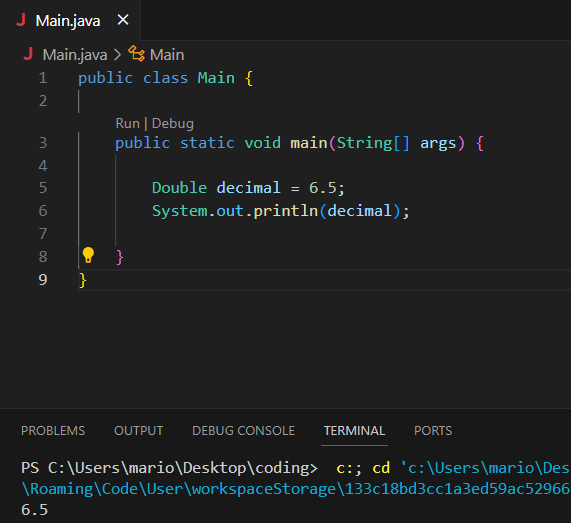 J Main.java ×
J Main.java > Main
1 public class Main {
2
Run | Debug
3 public static void main(String[] args) {
4
5 Double decimal = 6.5;
6 System.out.println(decimal);
7
8 }
9 }
PROBLEMS OUTPUT DEBUG CONSOLE TERMINAL PORTS
PS C:\Users\mario\Desktop\coding> c:; cd 'c:\Users\mario\Des
\Roaming\Code\User\workspaceStorage\133c18bd3cc1a3ed59ac52966
6.5